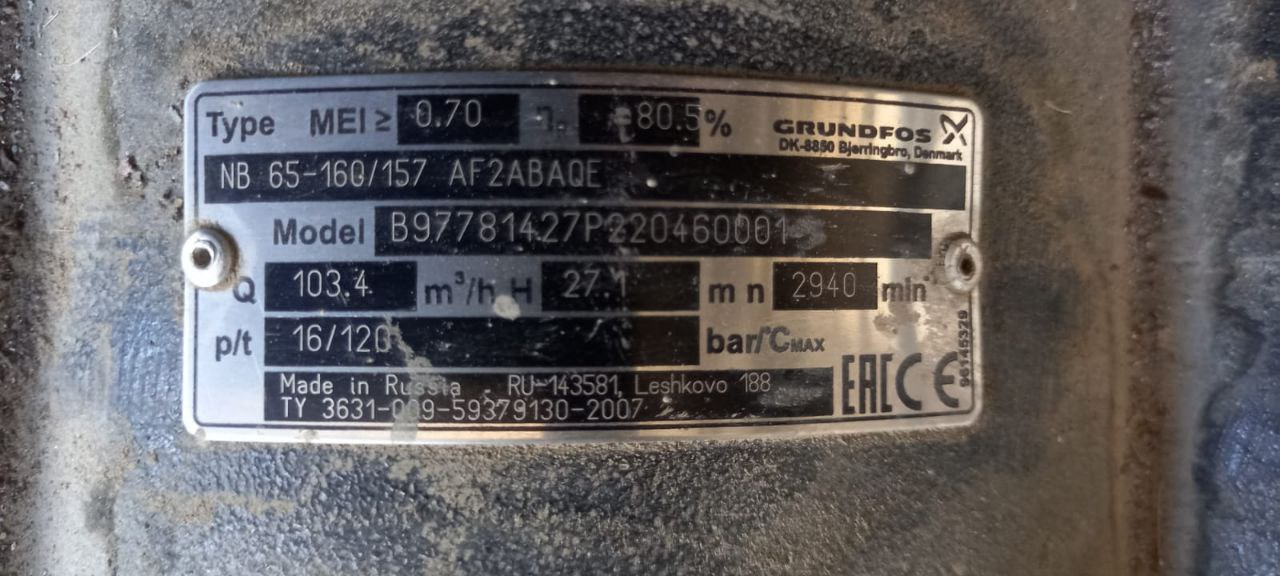 Type MEI ≥ 0.70 η. 80.5%
GRUNDFOS
DK-8850 Bjerringbro, Denmark
NB 65-160/157 AF2ABAQE
Model B97781427P220460001
Q 103.4 m³/h H 27.1 m n 2940 min
p/t 16/120 bar/°C MAX
Made in Russia RU-143581, Leshkovo 188
TY 3631-009-59379130-2007
EAC CE
96145329